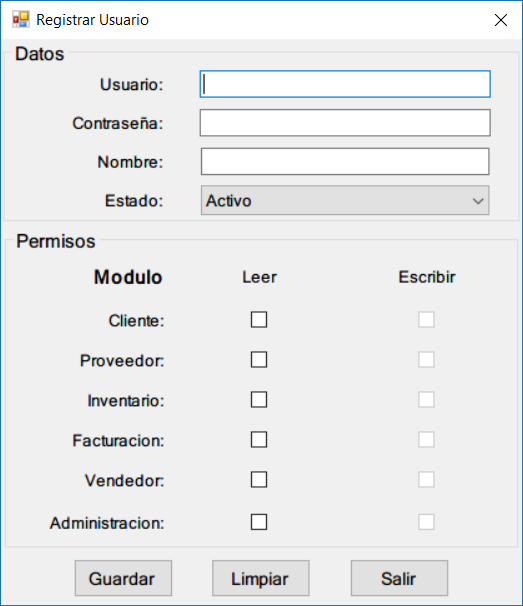 Registrar Usuario
Datos
Usuario:
Contraseña:
Nombre:
Estado: Activo
Permisos
Modulo Leer Escribir
Cliente:
Proveedor:
Inventario:
Facturacion:
Vendedor:
Administracion:
Guardar Limpiar Salir